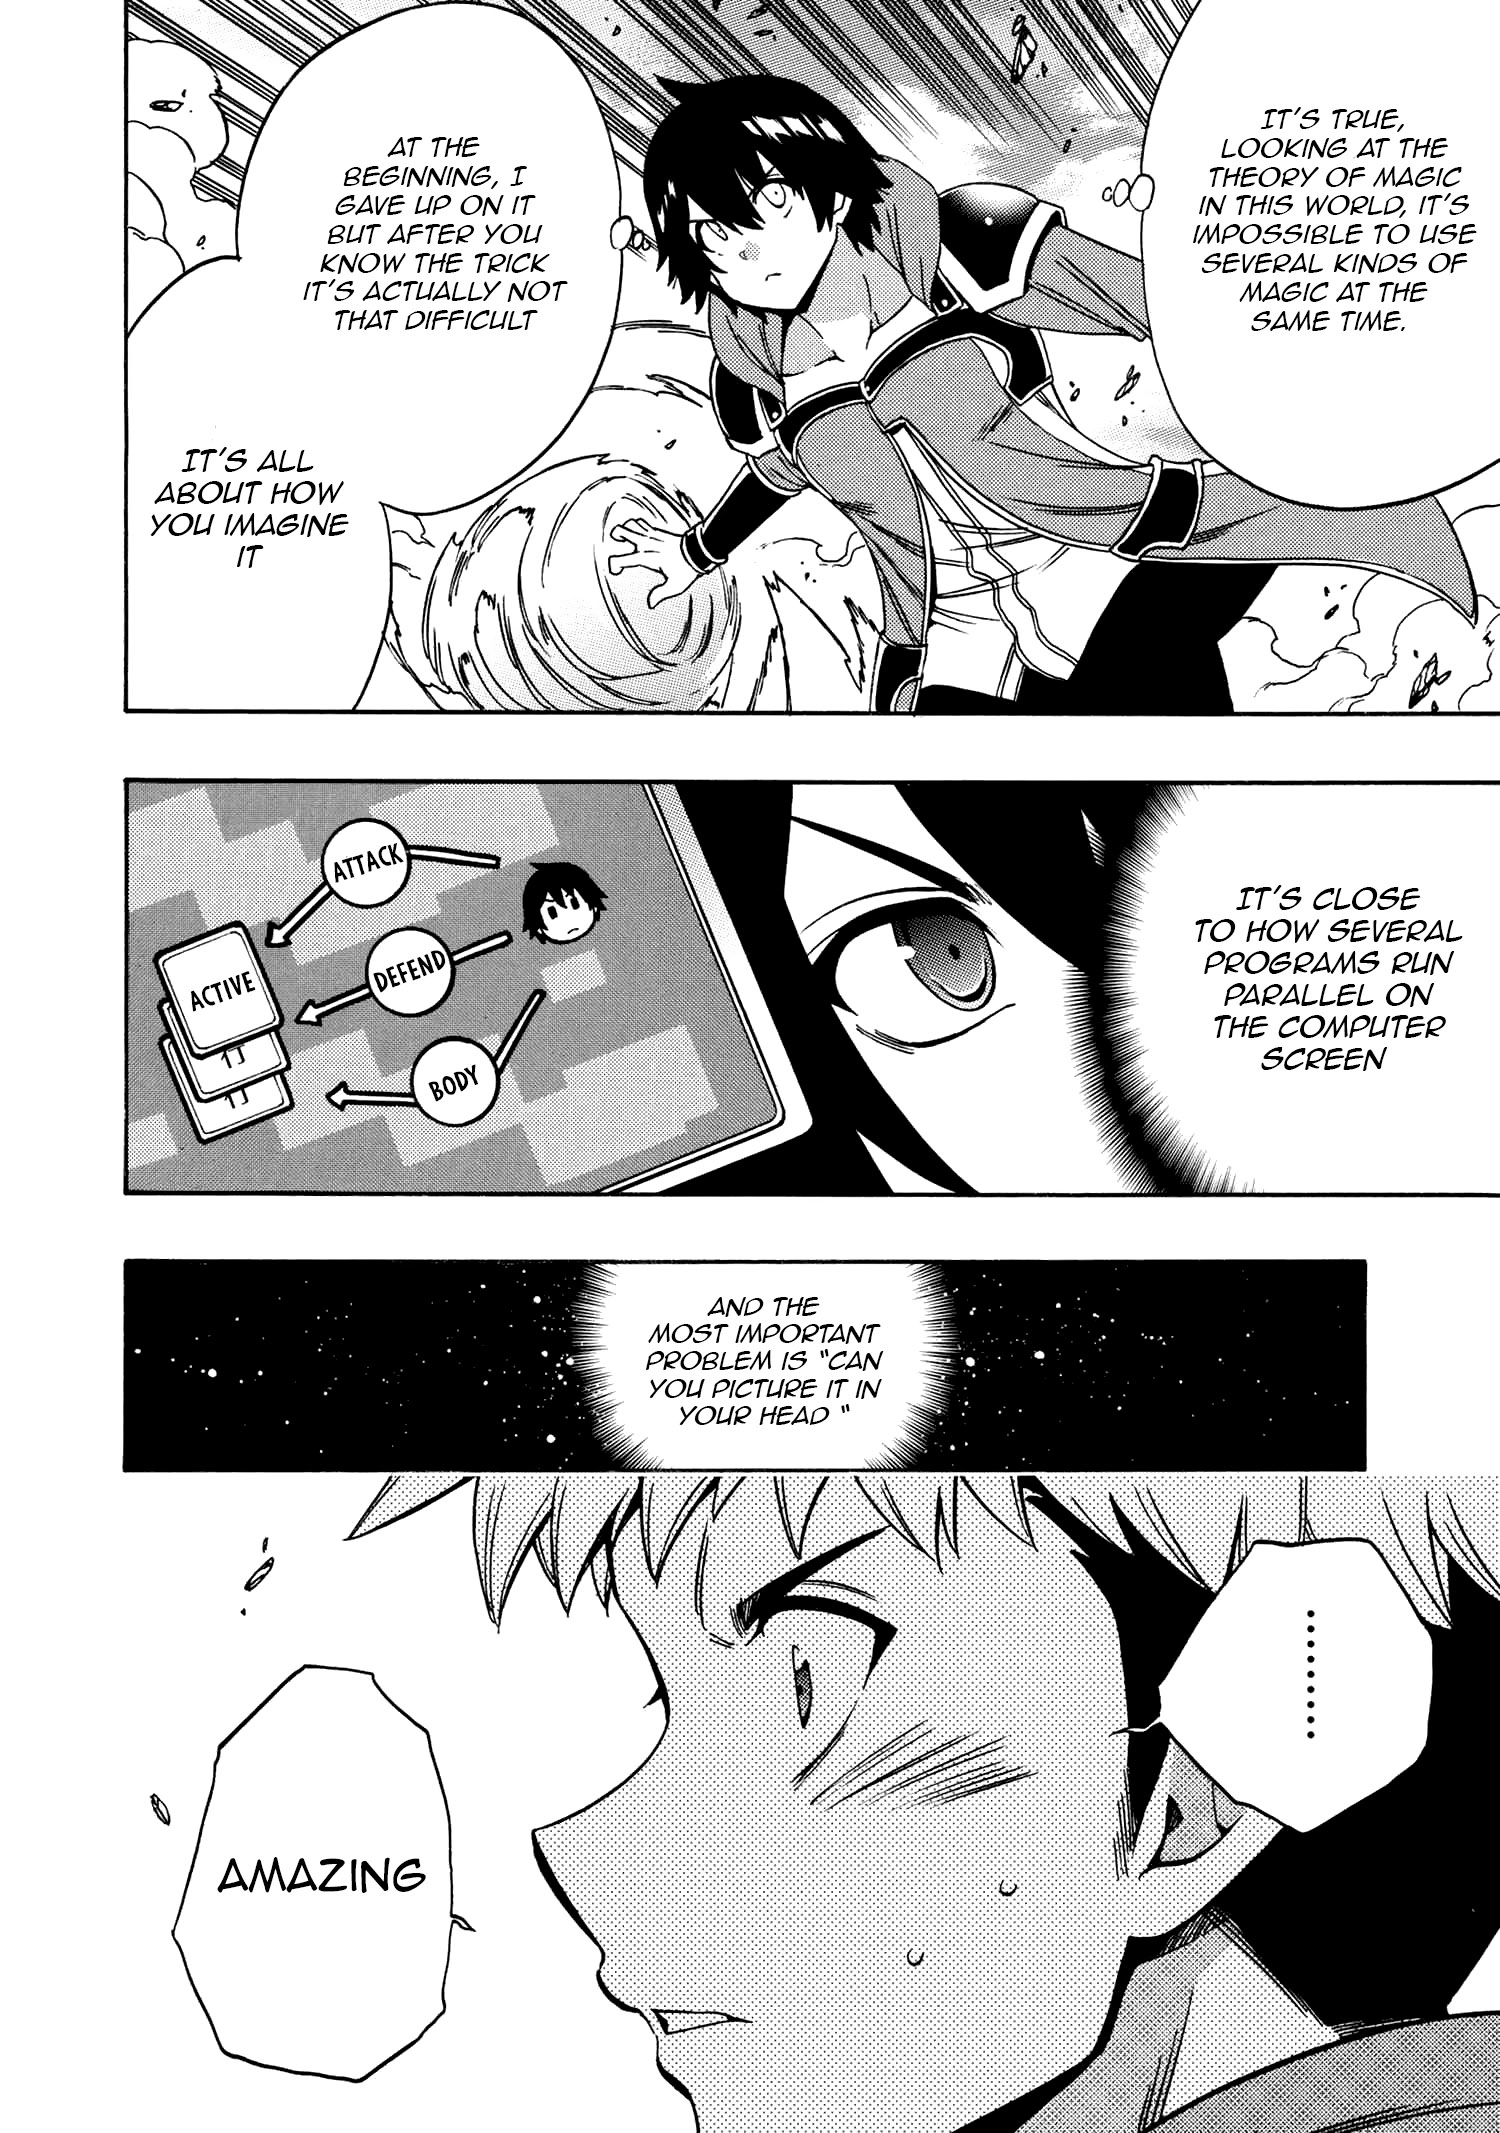 IT'S TRUE,
LOOKING AT THE
THEORY OF MAGIC
IN THIS WORLD, IT'S
IMPOSSIBLE TO USE
SEVERAL KINDS OF
MAGIC AT THE
SAME TIME.
AT THE
BEGINNING, I
GAVE UP ON IT
BUT AFTER YOU
KNOW THE TRICK
IT'S ACTUALLY NOT
THAT DIFFICULT
IT'S ALL
ABOUT HOW
YOU IMAGINE
IT
IT'S CLOSE
TO HOW SEVERAL
PROGRAMS RUN
PARALLEL ON
THE COMPUTER
SCREEN
ATTACK
DEFEND
BODY
ACTIVE
AND THE
MOST IMPORTANT
PROBLEM IS "CAN
YOU PICTURE IT IN
YOUR HEAD "
.........
AMAZING